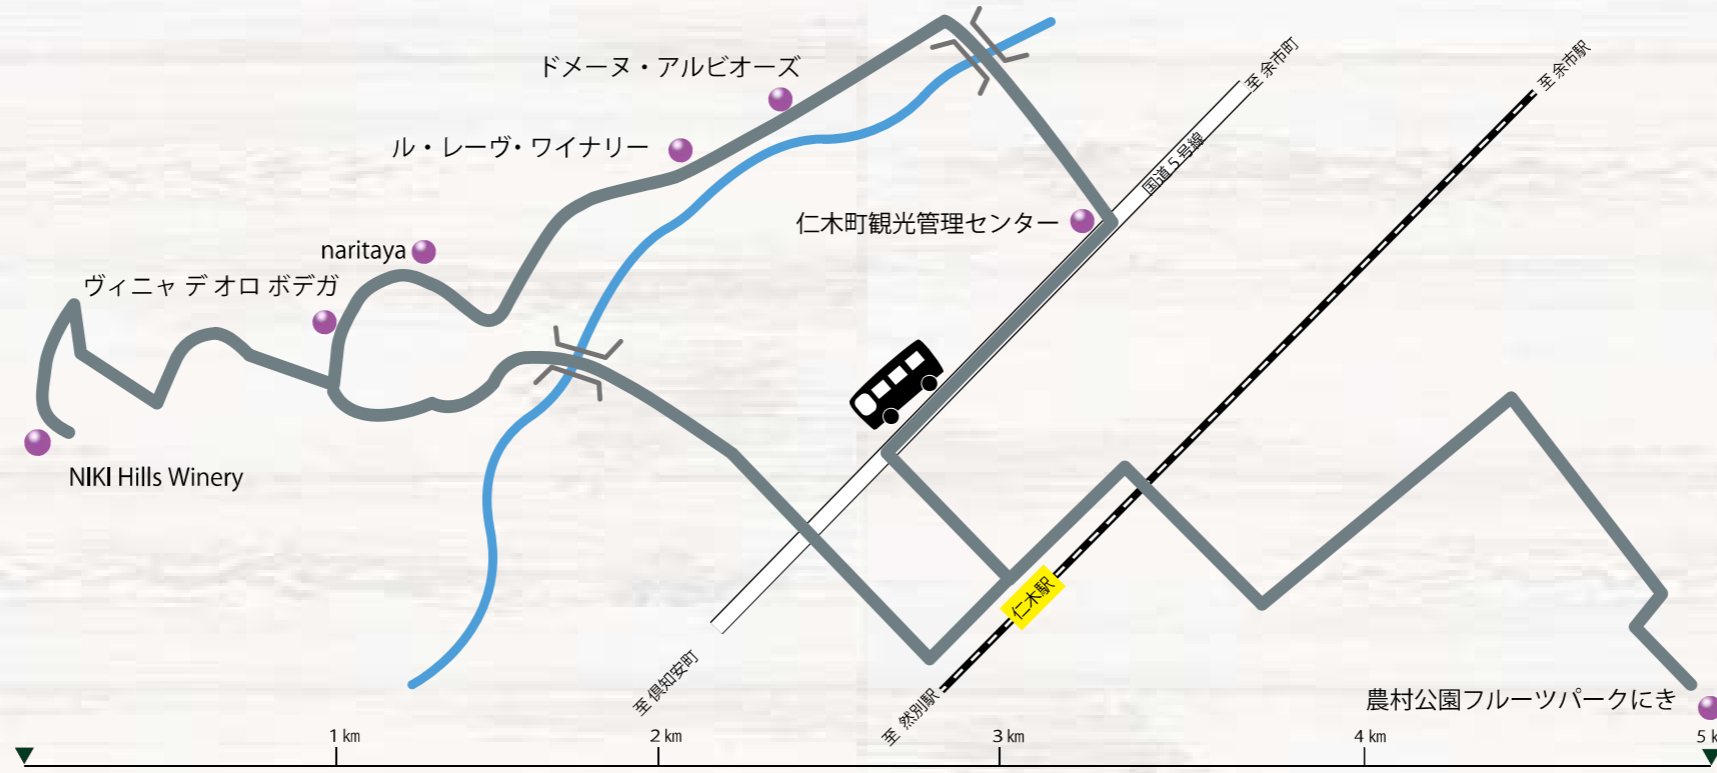 至 余市町
至 余市駅
ドメーヌ・アルビオーズ
ル・レーヴ・ワイナリー
国道5号線
仁木町観光管理センター
naritaya
ヴィニャ デ オロ ボデガ
NIKI Hills Winery
仁木駅
至 倶知安町
至 然別駅
農村公園フルーツパークにき
1 km
2 km
3 km
4 km
5 k